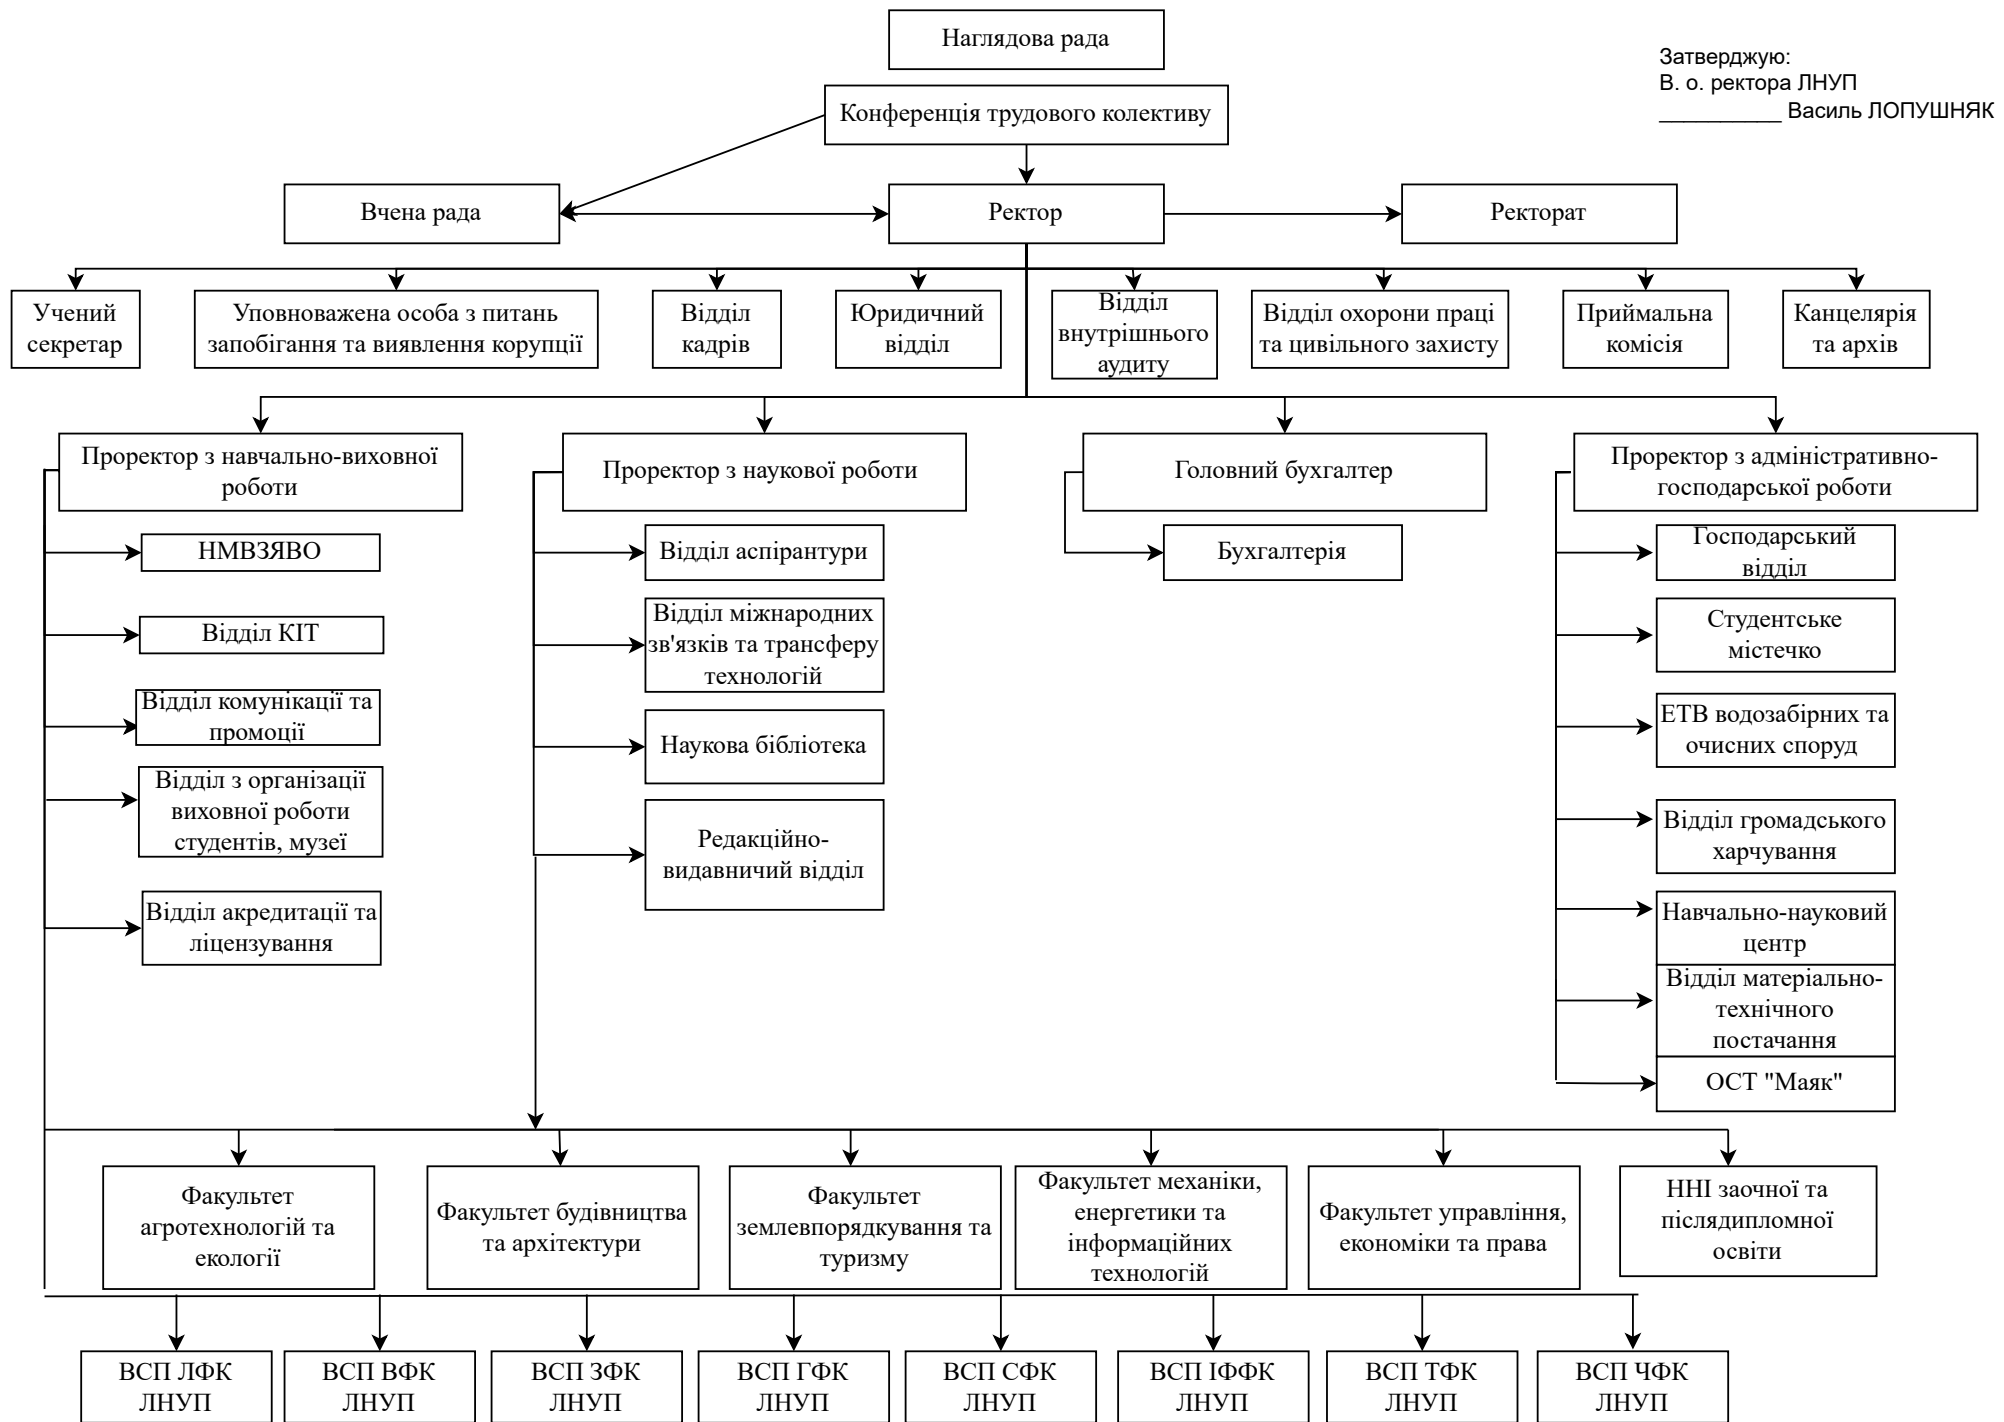 Наглядова рада
Затверджую:
В. о. ректора ЛНУП
__________ Василь ЛОПУШНЯК
Конференція трудового колективу
Вчена рада
Ректор
Ректорат
Учений
секретар
Уповноважена особа з питань
запобігання та виявлення корупції
Відділ
кадрів
Юридичний
відділ
Відділ
внутрішнього
аудиту
Відділ охорони праці
та цивільного захисту
Приймальна
комісія
Канцелярія
та архів
Проректор з навчально-виховної
роботи
Проректор з наукової роботи
Головний бухгалтер
Проректор з адміністративно-
господарської роботи
НМВЗЯВО
Відділ КІТ
Відділ комунікації та
промоції
Відділ з організації
виховної роботи
студентів, музеї
Відділ акредитації та
ліцензування
Відділ аспірантури
Відділ міжнародних
зв'язків та трансферу
технологій
Наукова бібліотека
Редакційно-
видавничий відділ
Бухгалтерія
Господарський
відділ
Студентське
містечко
ЕТВ водозабірних та
очисних споруд
Відділ громадського
харчування
Навчально-науковий
центр
Відділ матеріально-
технічного
постачання
ОСТ "Маяк"
Факультет
агротехнологій та
екології
Факультет будівництва
та архітектури
Факультет
землевпорядкування та
туризму
Факультет механіки,
енергетики та
інформаційних
технологій
Факультет управління,
економіки та права
ННІ заочної та
післядипломної
освіти
ВСП ЛФК
ЛНУП
ВСП ВФК
ЛНУП
ВСП ЗФК
ЛНУП
ВСП ГФК
ЛНУП
ВСП СФК
ЛНУП
ВСП ІФФК
ЛНУП
ВСП ТФК
ЛНУП
ВСП ЧФК
ЛНУП